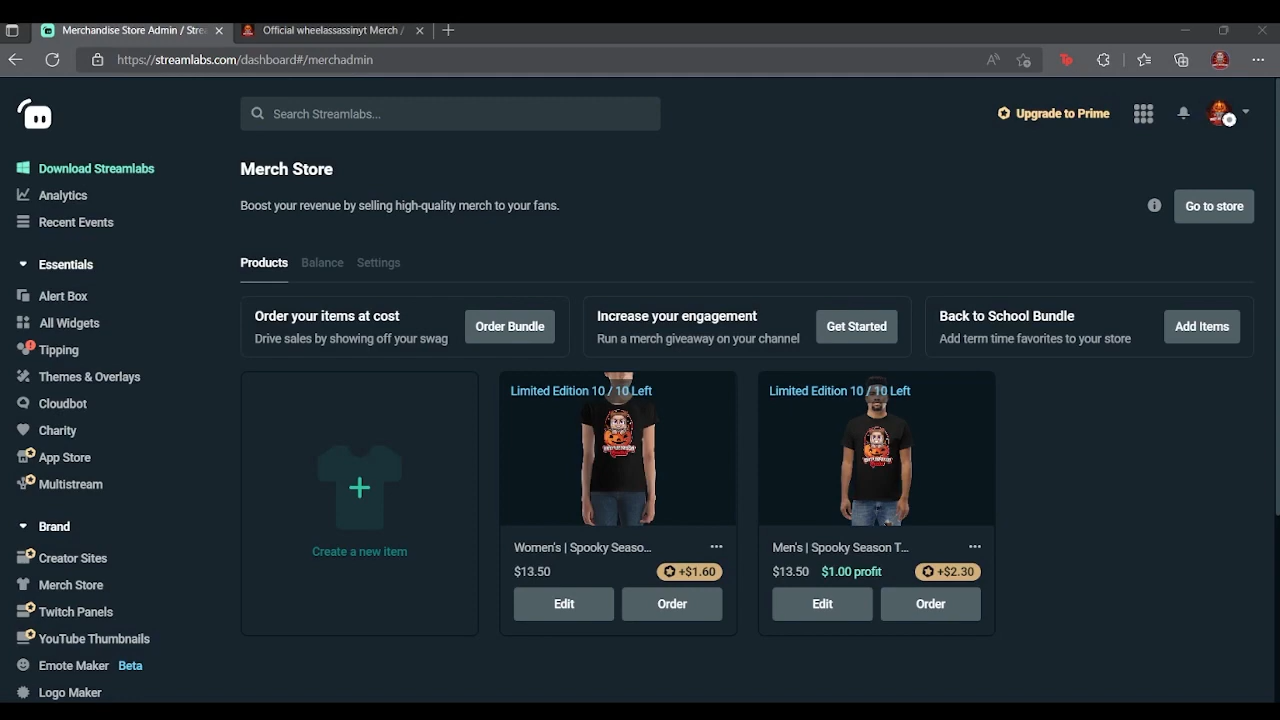 Merchandise Store Admin / Strea
Official wheelassassinyt Merch /
https://streamlabs.com/dashboard#/merchadmin
Search Streamlabs...
Upgrade to Prime
Download Streamlabs
Analytics
Recent Events
Essentials
Alert Box
All Widgets
Tipping
Themes & Overlays
Cloudbot
Charity
App Store
Multistream
Brand
Creator Sites
Merch Store
Twitch Panels
YouTube Thumbnails
Emote Maker Beta
Logo Maker
Merch Store
Boost your revenue by selling high-quality merch to your fans.
Go to store
Products Balance Settings
Order your items at cost
Drive sales by showing off your swag
Order Bundle
Increase your engagement
Run a merch giveaway on your channel
Get Started
Back to School Bundle
Add term time favorites to your store
Add Items
Create a new item
Limited Edition 10 / 10 Left
Women's | Spooky Seaso...
$13.50 +$1.60
Edit Order
Limited Edition 10 / 10 Left
Men's | Spooky Season T...
$13.50 $1.00 profit +$2.30
Edit Order